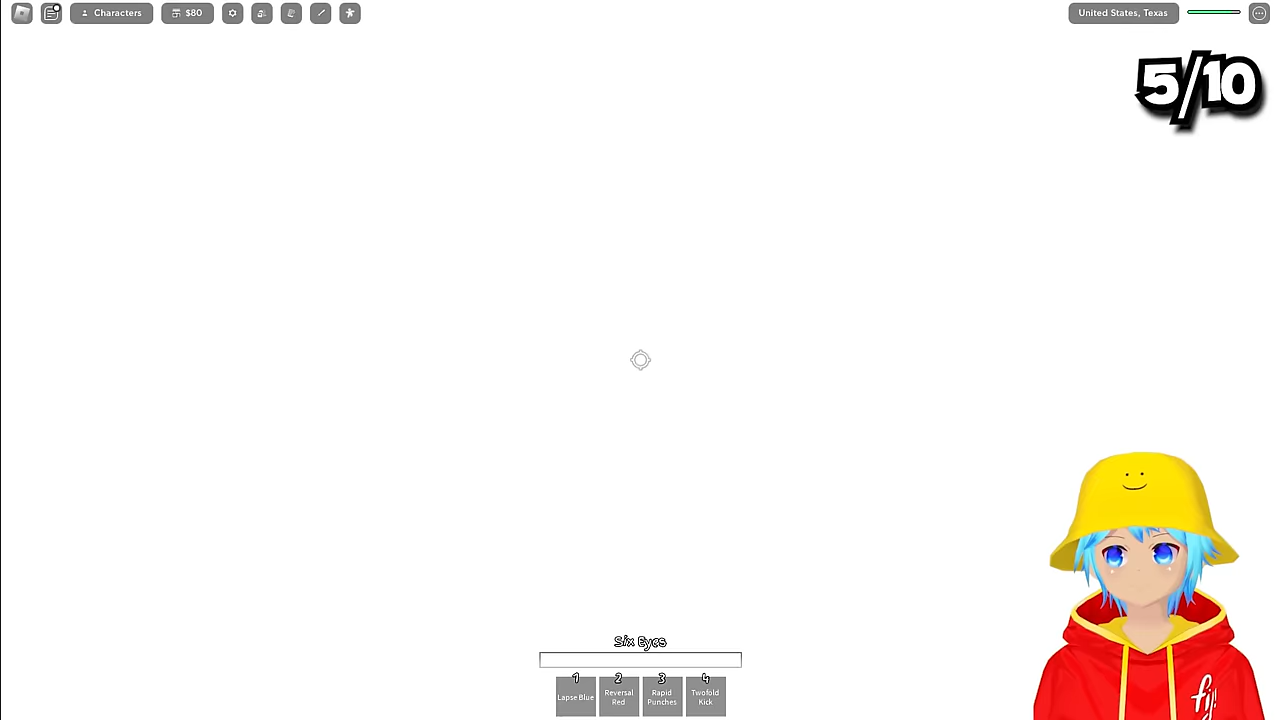 Characters
$80
United States, Texas
5/10
Six Eyes
1
2
3
4
Lapse Blue
Reversal
Red
Rapid
Punches
Twofold
Kick